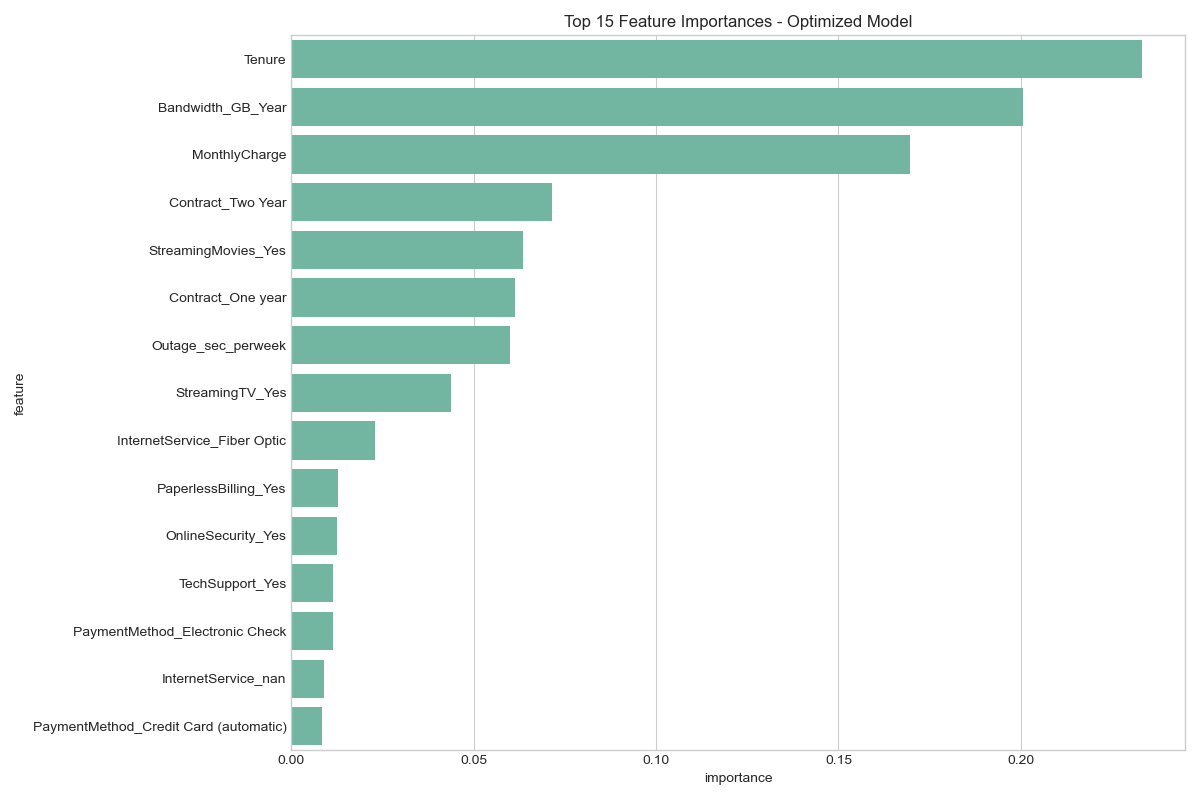 Top 15 Feature Importances - Optimized Model
Tenure
Bandwidth_GB_Year
MonthlyCharge
Contract_Two Year
StreamingMovies_Yes
Contract_One year
Outage_sec_perweek
StreamingTV_Yes
InternetService_Fiber Optic
PaperlessBilling_Yes
OnlineSecurity_Yes
TechSupport_Yes
PaymentMethod_Electronic Check
InternetService_nan
PaymentMethod_Credit Card (automatic)
feature
0.00 0.05 0.10 0.15 0.20
importance